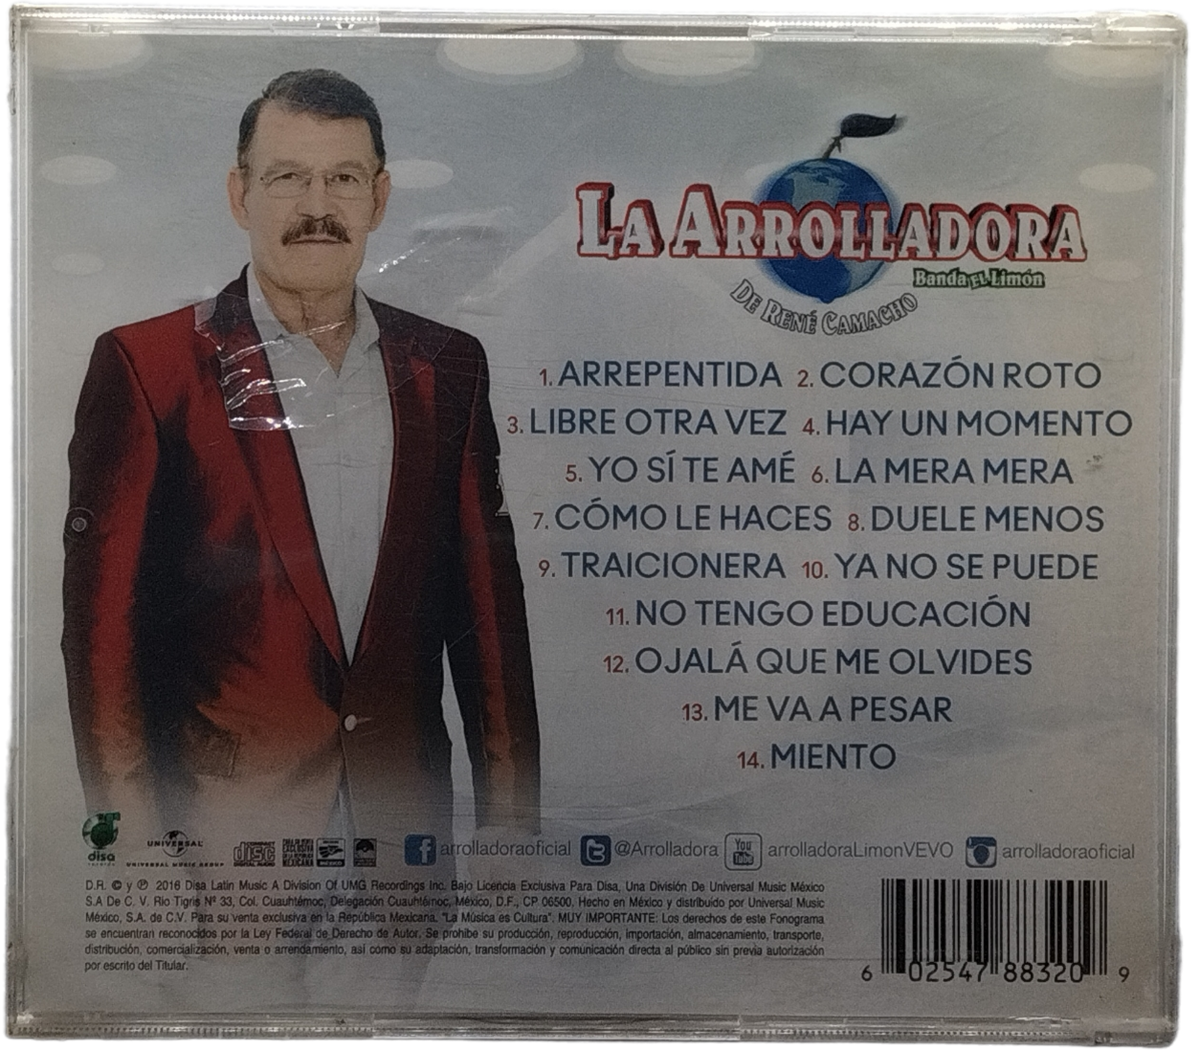 LA ARROLLADORA
Banda EL Limón
DE RENÉ CAMACHO
1. ARREPENTIDA 2. CORAZÓN ROTO
3. LIBRE OTRA VEZ 4. HAY UN MOMENTO
5. YO SÍ TE AMÉ 6. LA MERA MERA
7. CÓMO LE HACES 8. DUELE MENOS
9. TRAICIONERA 10. YA NO SE PUEDE
11. NO TENGO EDUCACIÓN
12. OJALÁ QUE ME OLVIDES
13. ME VA A PESAR
14. MIENTO
disa
UNIVERSAL
UNIVERSAL MUSIC GROUP
COMPACT disc DIGITAL AUDIO
f arrolladoraoficial @Arrolladora You Tube arrolladoraLimonVEVO arrolladoraoficial
D.R. © y ℗ 2016 Disa Latin Music A Division Of UMG Recordings Inc. Bajo Licencia Exclusiva Para Disa, Una División De Universal Music México
S.A De C. V. Río Tigris Nº 33, Col. Cuauhtémoc, Delegación Cuauhtémoc, México, D.F., CP 06500. Hecho en México y distribuido por Universal Music
México, S.A. de C.V. Para su venta exclusiva en la República Mexicana. "La Música es Cultura". MUY IMPORTANTE: Los derechos de este Fonograma
se encuentran reconocidos por la Ley Federal de Derecho de Autor. Se prohibe su producción, reproducción, importación, almacenamiento, transporte,
distribución, comercialización, venta o arrendamiento, así como su adaptación, transformación y comunicación directa al público sin previa autorización
por escrito del Titular.
6 02547 88320 9